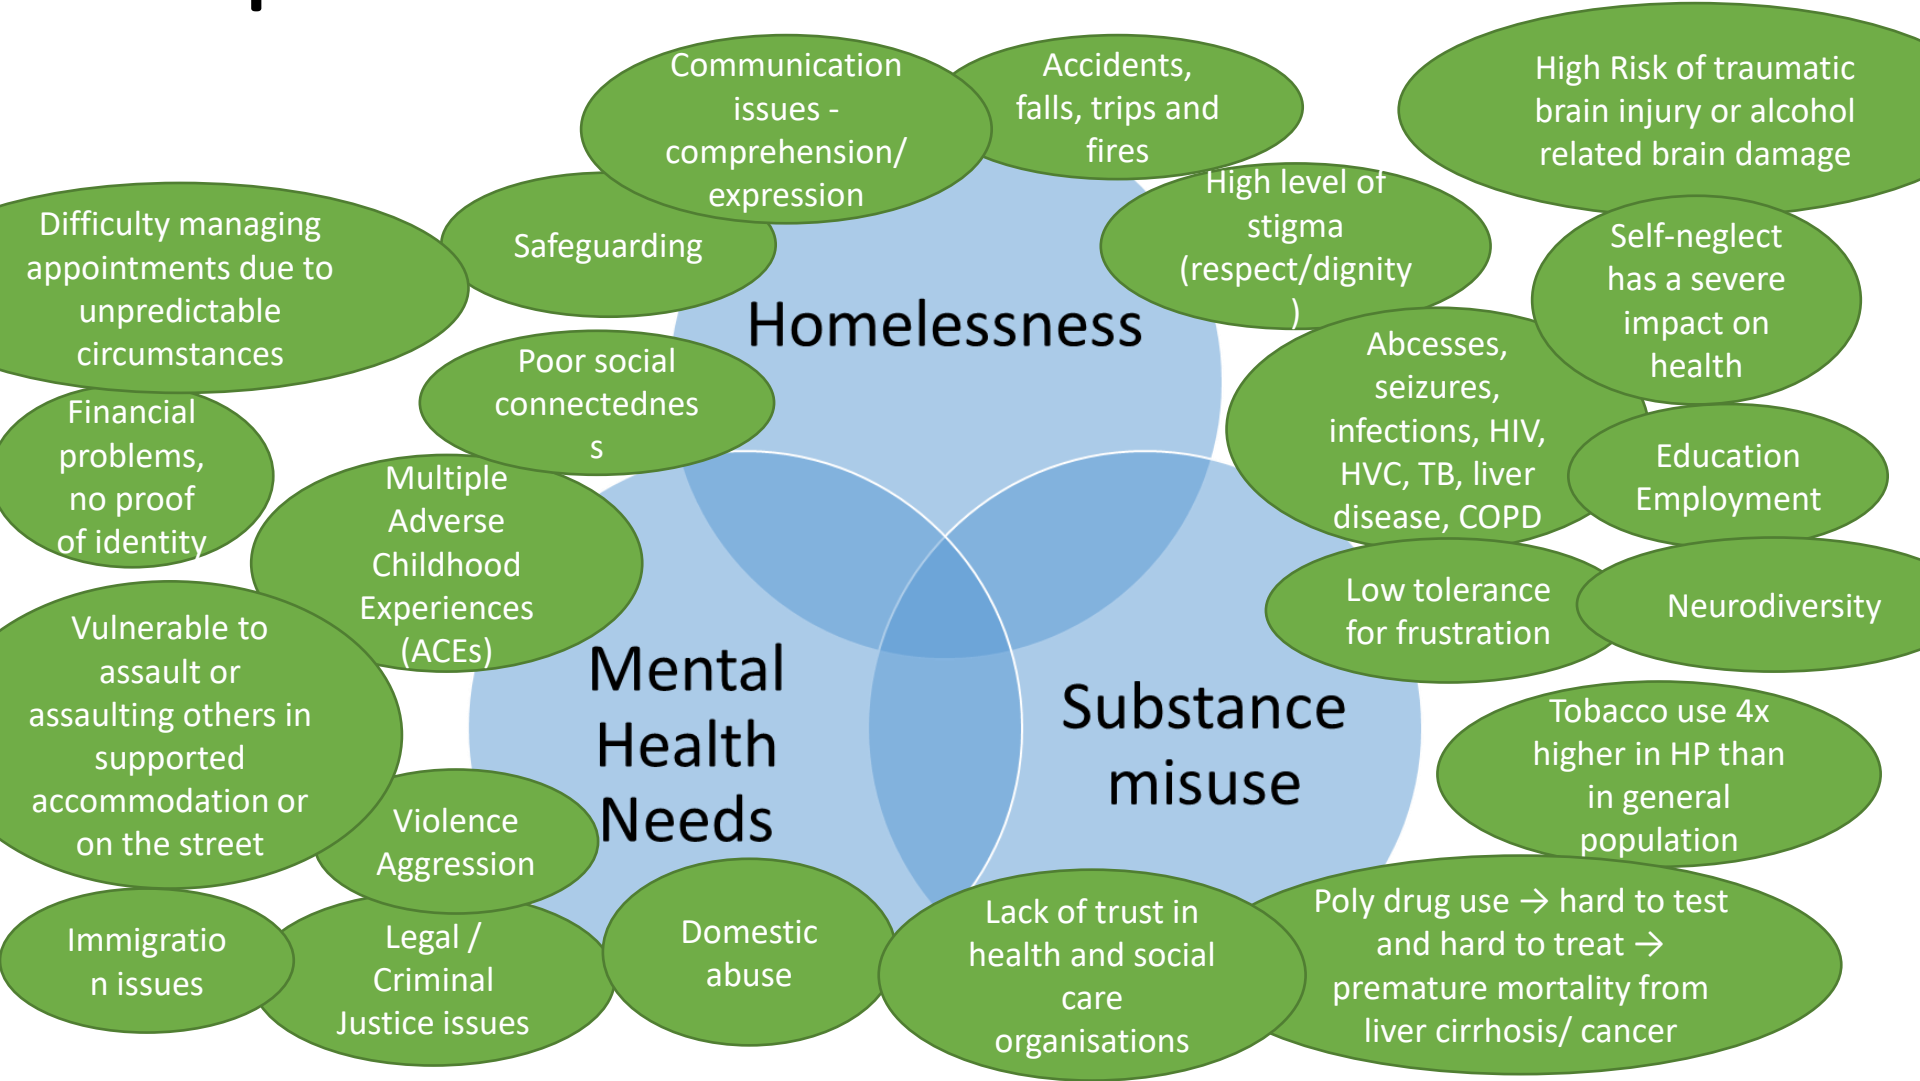 Communication
issues -
comprehension/
expression
Accidents,
falls, trips and
fires
High Risk of traumatic
brain injury or alcohol
related brain damage
High level of
stigma
(respect/dignity
)
Self-neglect
has a severe
impact on
health
Difficulty managing
appointments due to
unpredictable
circumstances
Safeguarding
Homelessness
Poor social
connectednes
s
Abcesses,
seizures,
infections, HIV,
HVC, TB, liver
disease, COPD
Financial
problems,
no proof
of identity
Multiple
Adverse
Childhood
Experiences
(ACEs)
Education
Employment
Low tolerance
for frustration
Neurodiversity
Vulnerable to
assault or
assaulting others in
supported
accommodation or
on the street
Mental
Health
Needs
Substance
misuse
Tobacco use 4x
higher in HP than
in general
population
Violence
Aggression
Immigratio
n issues
Legal /
Criminal
Justice issues
Domestic
abuse
Lack of trust in
health and social
care
organisations
Poly drug use → hard to test
and hard to treat →
premature mortality from
liver cirrhosis/ cancer